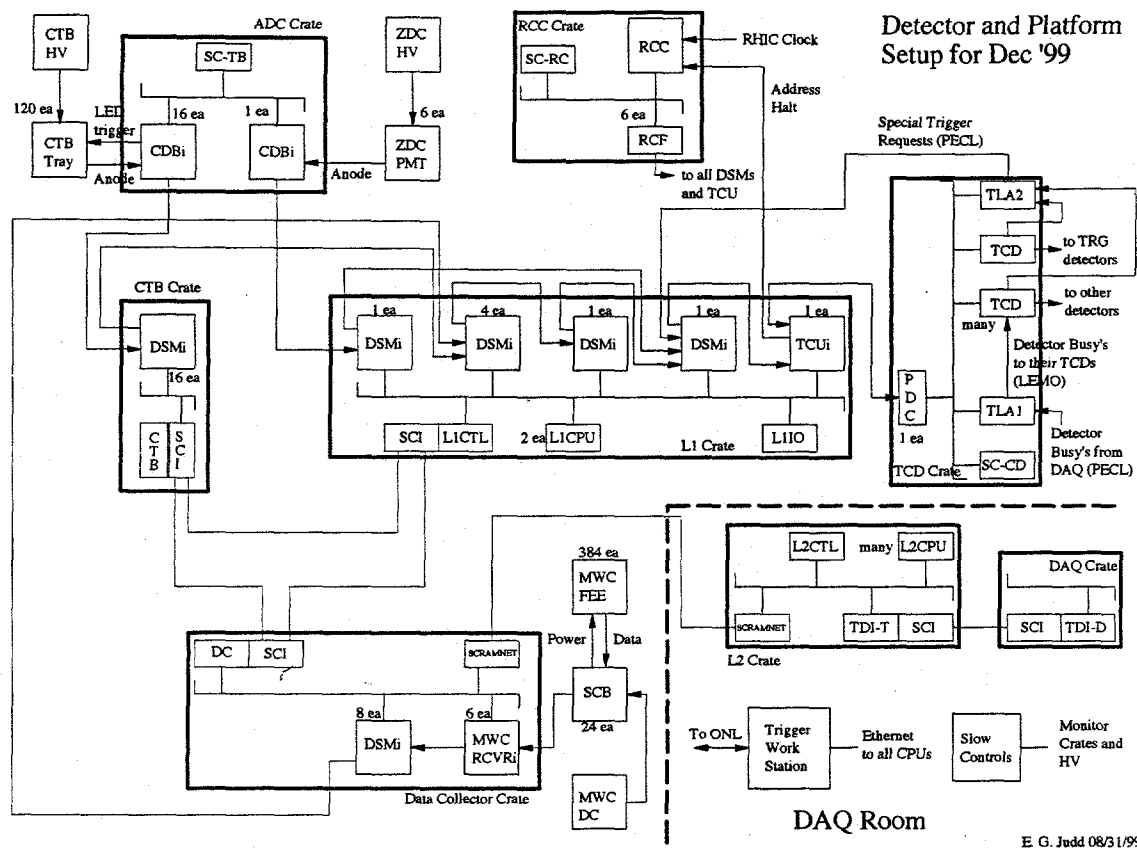 Detector and Platform
Setup for Dec '99
CTB
HV
ADC Crate
SC-TB
ZDC
HV
RCC Crate
SC-RC
RCC
RHIC Clock
Address
Halt
120 ea
LED
trigger
16 ea
1 ea
6 ea
6 ea
CTB
Tray
CDBi
CDBi
ZDC
PMT
RCF
Anode
Anode
to all DSMs
and TCU
Special Trigger
Requests (PECL)
TLA2
TCD
to TRG
detectors
TCD
to other
detectors
many
Detector Busy's
to their TCDs
(LEMO)
PDC
1 ea
TLA1
Detector
Busy's from
DAQ (PECL)
SC-CD
TCD Crate
CTB Crate
DSMi
16 ea
CTB
SCI
1 ea
4 ea
1 ea
1 ea
1 ea
DSMi
DSMi
DSMi
DSMi
TCUi
SCI
L1CTL
2 ea
L1CPU
L1IO
L1 Crate
384 ea
MWC
FEE
Power
Data
SCB
24 ea
MWC
DC
DC
SCI
SCRAMNET
8 ea
6 ea
DSMi
MWC
RCVRi
Data Collector Crate
L2CTL
many
L2CPU
SCRAMNET
TDI-T
SCI
L2 Crate
DAQ Crate
SCI
TDI-D
To ONL
Trigger
Work
Station
Ethernet
to all CPUs
Slow
Controls
Monitor
Crates and
HV
DAQ Room
E. G. Judd 08/31/99